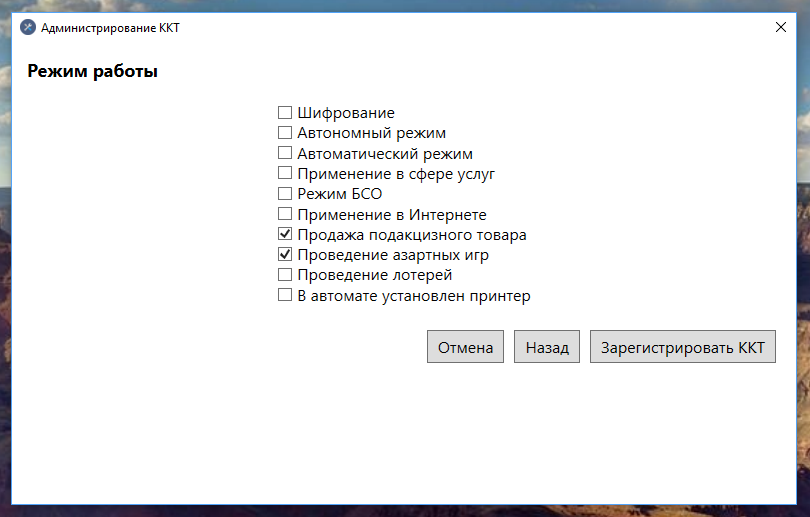 Администрирование ККТ
Режим работы
Шифрование
Автономный режим
Автоматический режим
Применение в сфере услуг
Режим БСО
Применение в Интернете
Продажа подакцизного товара
Проведение азартных игр
Проведение лотерей
В автомате установлен принтер
Отмена Назад Зарегистрировать ККТ